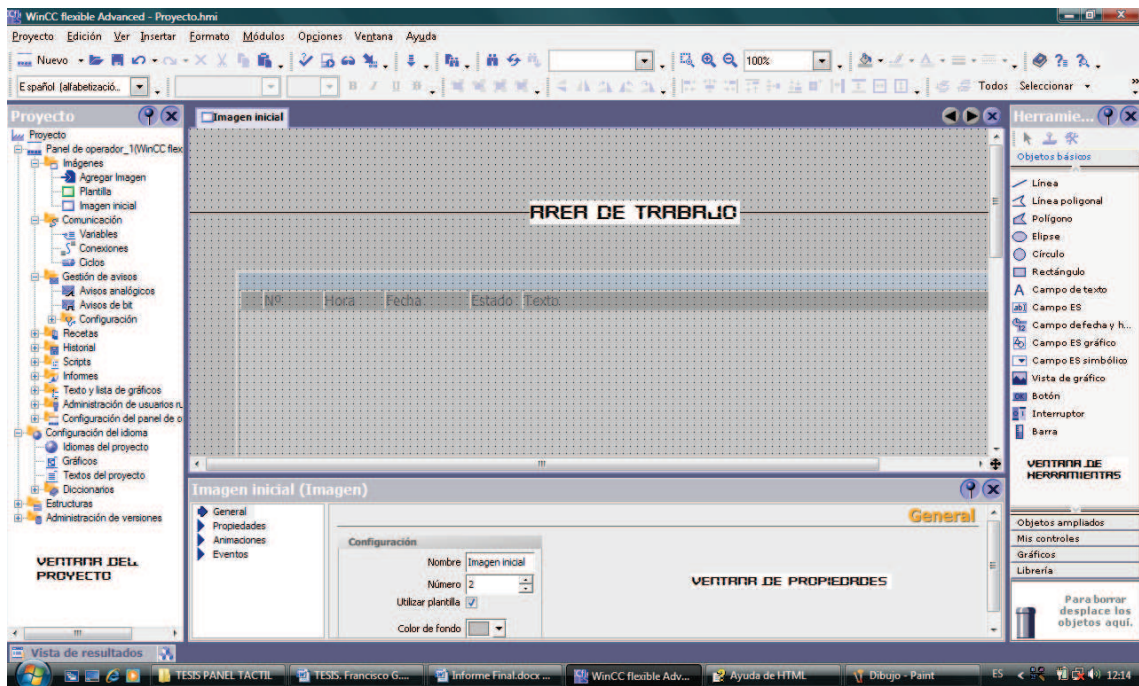 WinCC flexible Advanced - Proyecto.hmi
Proyecto Edición Ver Insertar Formato Módulos Opciones Ventana Ayuda
Nuevo 100%
Español (alfabetizació.. Todos Seleccionar
Proyecto
Proyecto
Panel de operador_1(WinCC flex
Imágenes
Agregar Imagen
Plantilla
Imagen inicial
Comunicación
Variables
Conexiones
Ciclos
Gestión de avisos
Avisos analógicos
Avisos de bit
Configuración
Recetas
Historial
Scripts
Informes
Texto y lista de gráficos
Administración de usuarios ru
Configuración del panel de o
Configuración del idioma
Idiomas del proyecto
Gráficos
Textos del proyecto
Diccionarios
Estructuras
Administración de versiones
VENTANA DEL
PROYECTO
Imagen inicial
AREA DE TRABAJO
Nº Hora Fecha Estado Texto
Imagen inicial (Imagen)
General
Propiedades
Animaciones
Eventos
General
Configuración
Nombre Imagen inicial
Número 2
Utilizar plantilla
Color de fondo
VENTANA DE PROPIEDADES
Herramie...
Objetos básicos
Línea
Línea poligonal
Polígono
Elipse
Círculo
Rectángulo
Campo de texto
Campo ES
Campo de fecha y h...
Campo ES gráfico
Campo ES simbólico
Vista de gráfico
Botón
Interruptor
Barra
VENTANA DE
HERRAMIENTAS
Objetos ampliados
Mis controles
Gráficos
Librería
Para borrar
desplace los
objetos aquí.
Vista de resultados
TESIS PANEL TACTIL TESIS. Francisco G.... Informe Final.docx ... WinCC flexible Adv... Ayuda de HTML Dibujo - Paint ES 12:14